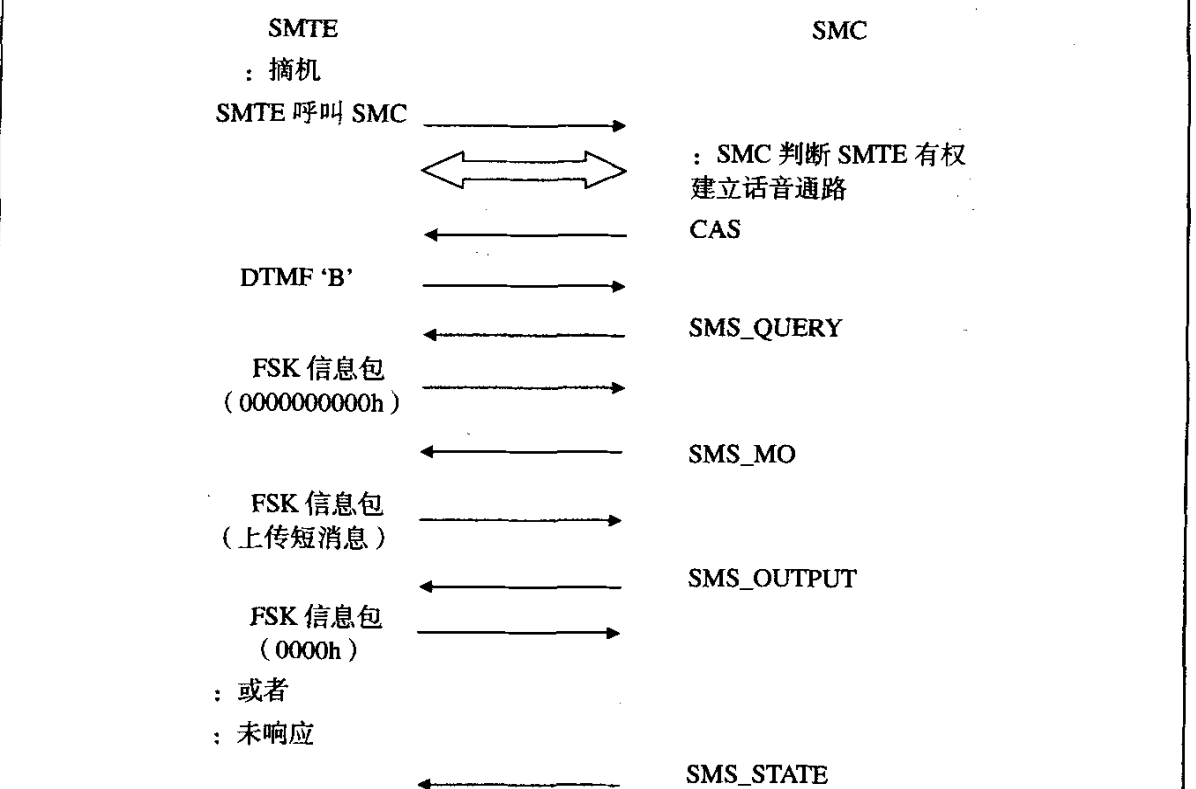 SMTE SMC
：摘机
SMTE 呼叫 SMC
：SMC 判断 SMTE 有权
建立话音通路
CAS
DTMF ‘B’
SMS_QUERY
FSK 信息包
（0000000000h）
SMS_MO
FSK 信息包
（上传短消息）
SMS_OUTPUT
FSK 信息包
（0000h）
：或者
：未响应
SMS_STATE